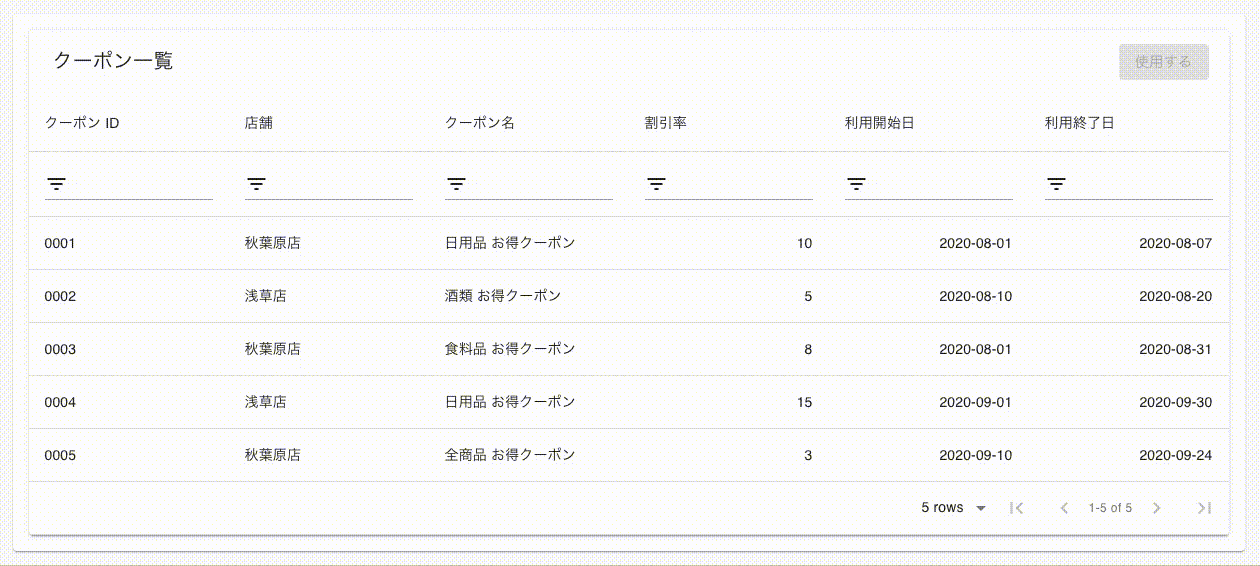 クーポン一覧 使用する
クーポン ID 店舗 クーポン名 割引率 利用開始日 利用終了日
0001 秋葉原店 日用品 お得クーポン 10 2020-08-01 2020-08-07
0002 浅草店 酒類 お得クーポン 5 2020-08-10 2020-08-20
0003 秋葉原店 食料品 お得クーポン 8 2020-08-01 2020-08-31
0004 浅草店 日用品 お得クーポン 15 2020-09-01 2020-09-30
0005 秋葉原店 全商品 お得クーポン 3 2020-09-10 2020-09-24
5 rows 1-5 of 5